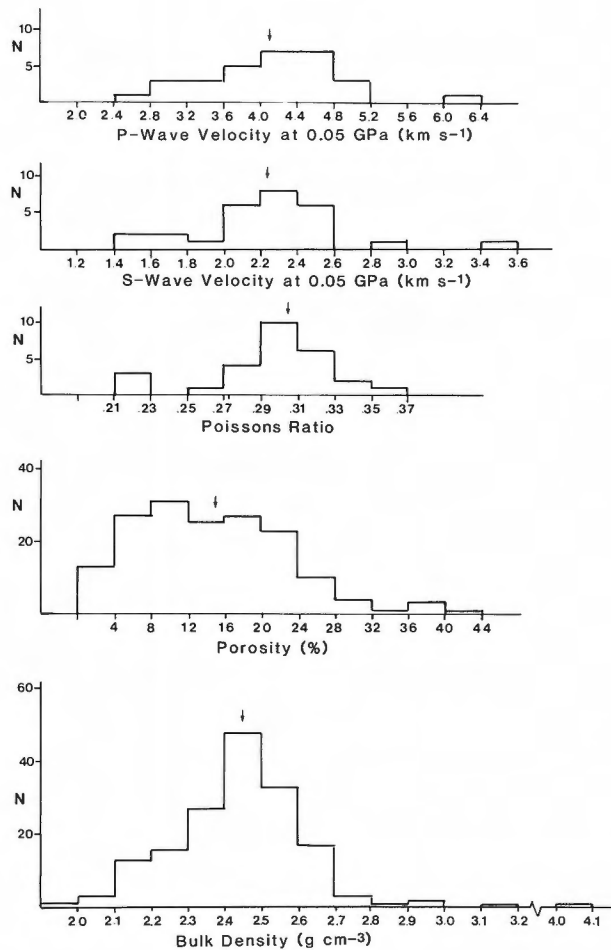 10
N
5
2.0 2.4 2.8 3.2 3.6 4.0 4.4 4.8 5.2 5.6 6.0 6.4
P-Wave Velocity at 0.05 GPa (km s-1)
10
N
5
1.2 1.4 1.6 1.8 2.0 2.2 2.4 2.6 2.8 3.0 3.2 3.4 3.6
S-Wave Velocity at 0.05 GPa (km s-1)
10
N
5
.21 .23 .25 .27 .29 .31 .33 .35 .37
Poissons Ratio
40
N
20
4 8 12 16 20 24 28 32 36 40 44
Porosity (%)
60
40
N
20
2.0 2.1 2.2 2.3 2.4 2.5 2.6 2.7 2.8 2.9 3.0 3.1 3.2 4.0 4.1
Bulk Density (g cm-3)